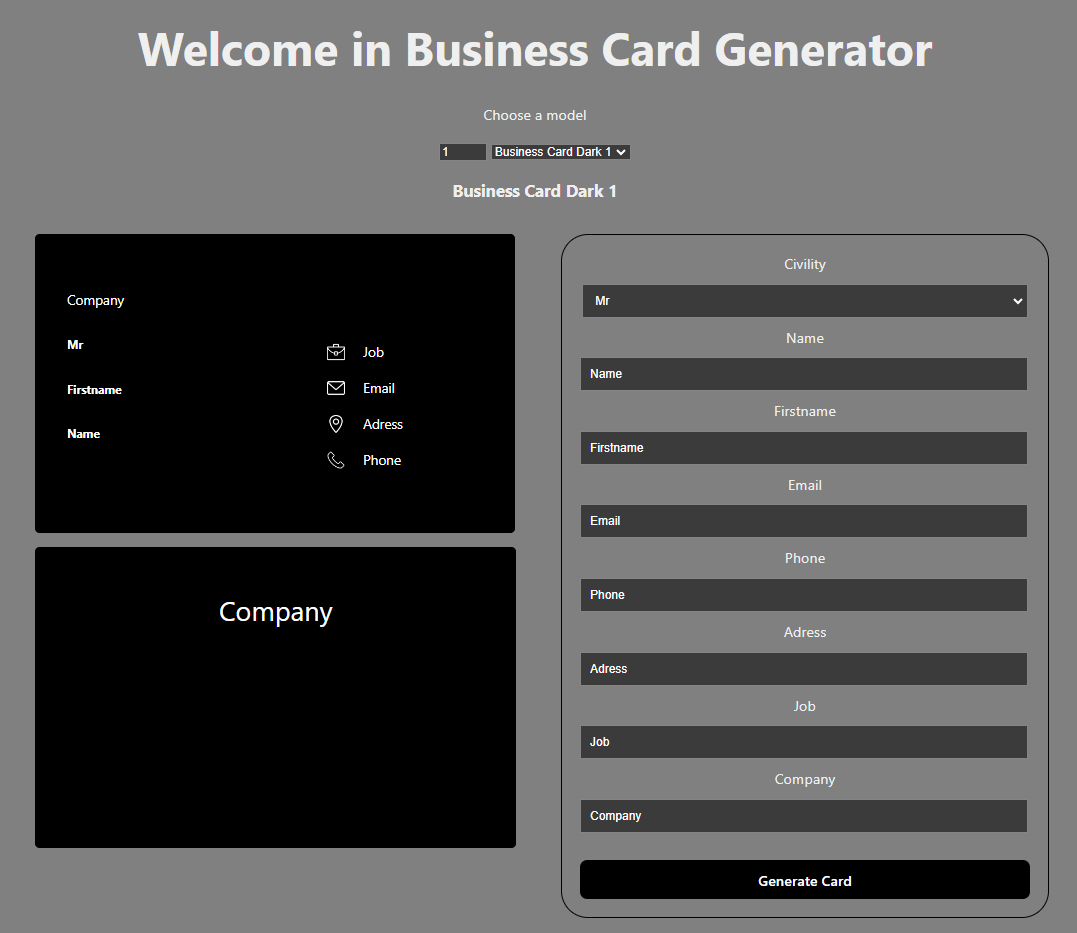 Welcome in Business Card Generator
Choose a model
1 Business Card Dark 1
Business Card Dark 1
Company
Mr
Firstname
Name
Job
Email
Adress
Phone
Company
Civility
Mr
Name
Name
Firstname
Firstname
Email
Email
Phone
Phone
Adress
Adress
Job
Job
Company
Company
Generate Card